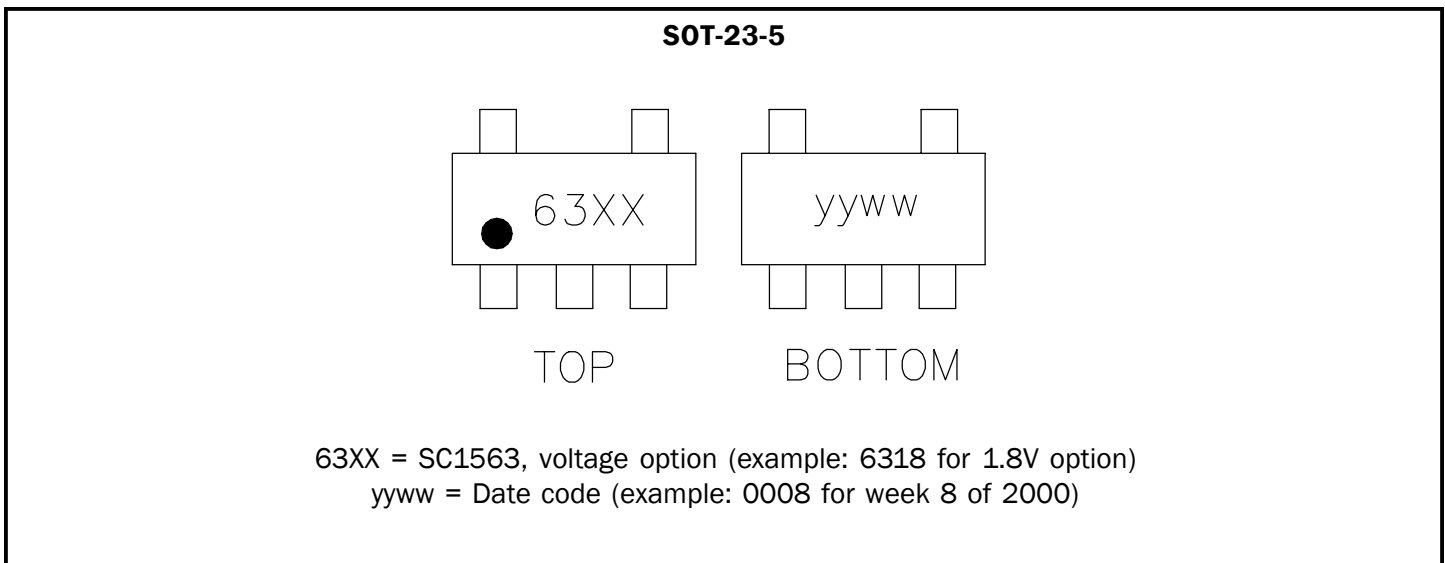 SOT-23-5
63XX
yyww
TOP
BOTTOM
63XX = SC1563, voltage option (example: 6318 for 1.8V option)
yyww = Date code (example: 0008 for week 8 of 2000)